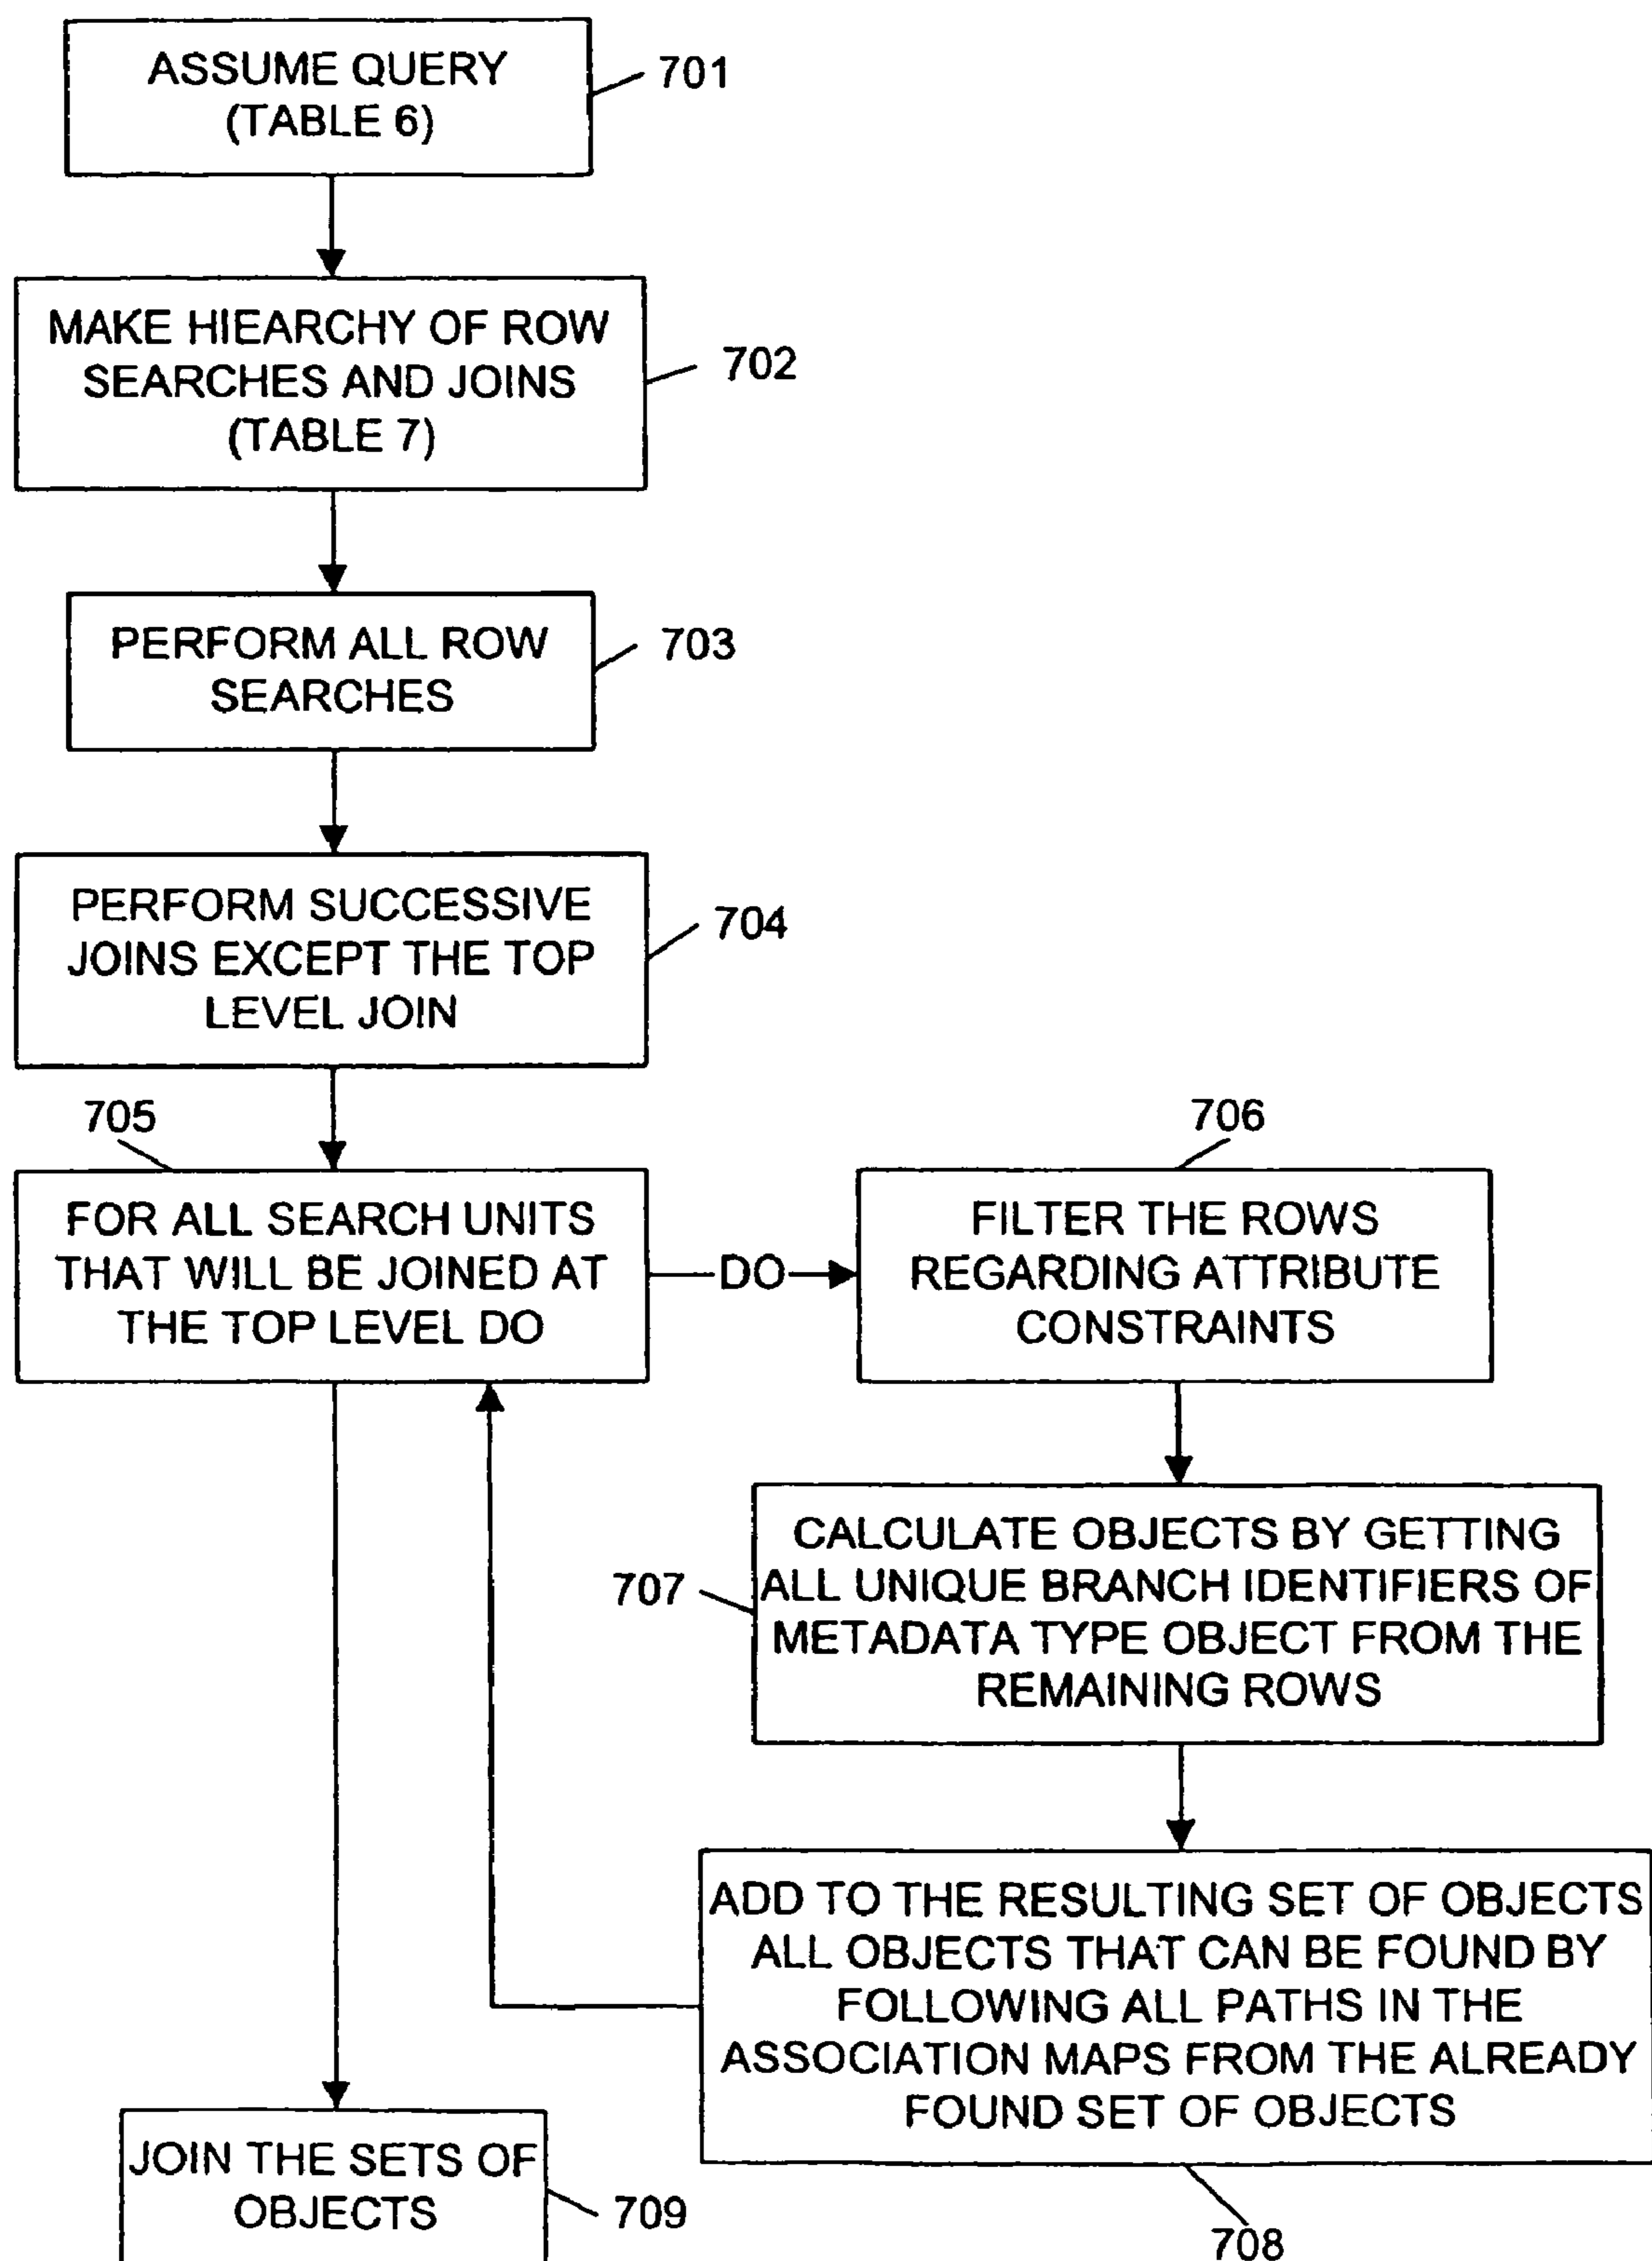 ASSUME QUERY
(TABLE 6)
701
MAKE HIEARCHY OF ROW
SEARCHES AND JOINS
(TABLE 7)
702
PERFORM ALL ROW
SEARCHES
703
PERFORM SUCCESSIVE
JOINS EXCEPT THE TOP
LEVEL JOIN
704
705
FOR ALL SEARCH UNITS
THAT WILL BE JOINED AT
THE TOP LEVEL DO
DO
706
FILTER THE ROWS
REGARDING ATTRIBUTE
CONSTRAINTS
707
CALCULATE OBJECTS BY GETTING
ALL UNIQUE BRANCH IDENTIFIERS OF
METADATA TYPE OBJECT FROM THE
REMAINING ROWS
ADD TO THE RESULTING SET OF OBJECTS
ALL OBJECTS THAT CAN BE FOUND BY
FOLLOWING ALL PATHS IN THE
ASSOCIATION MAPS FROM THE ALREADY
FOUND SET OF OBJECTS
708
JOIN THE SETS OF
OBJECTS
709